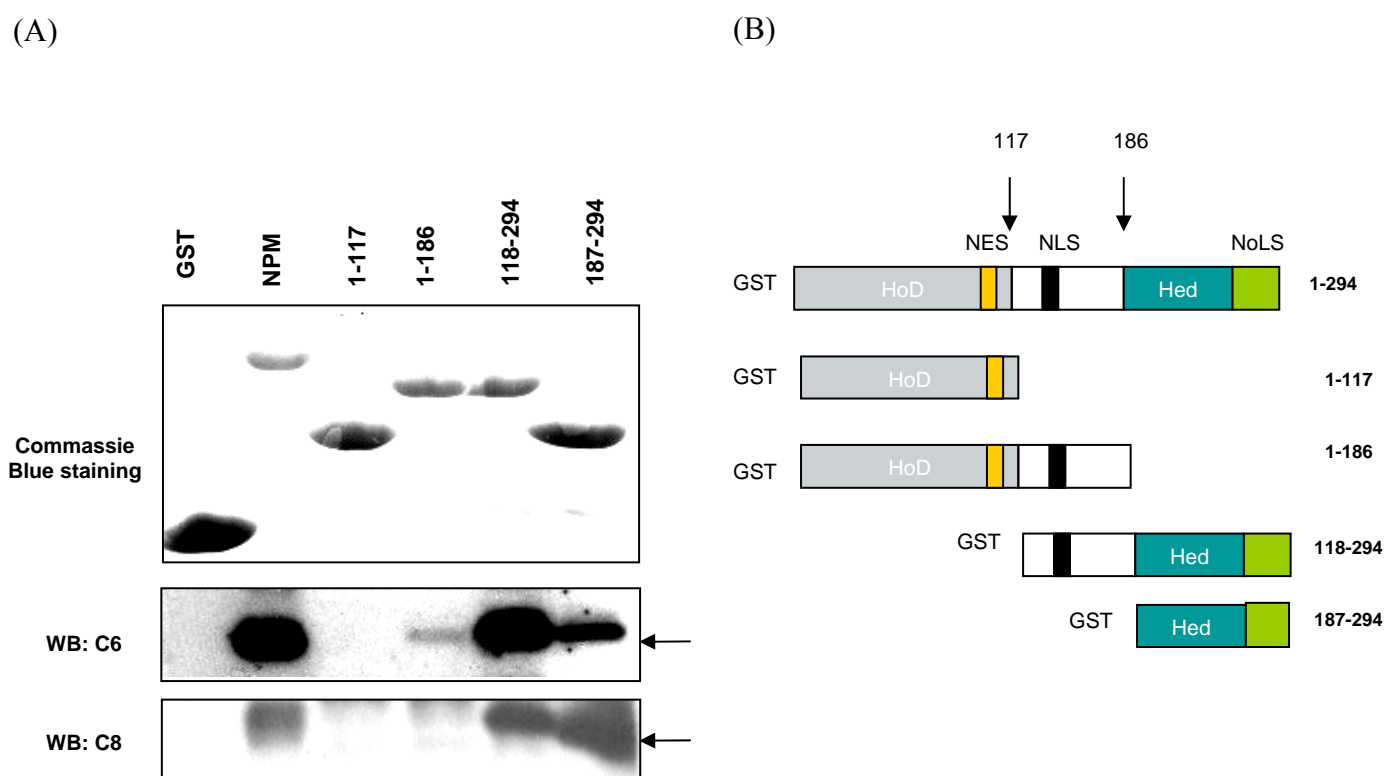 (A)
GST
NPM
1-117
1-186
118-294
187-294
Commassie
Blue staining
WB: C6
WB: C8
(B)
117
186
NES
NLS
NoLS
GST
HoD
Hed
1-294
GST
HoD
1-117
GST
HoD
1-186
GST
Hed
118-294
GST
Hed
187-294